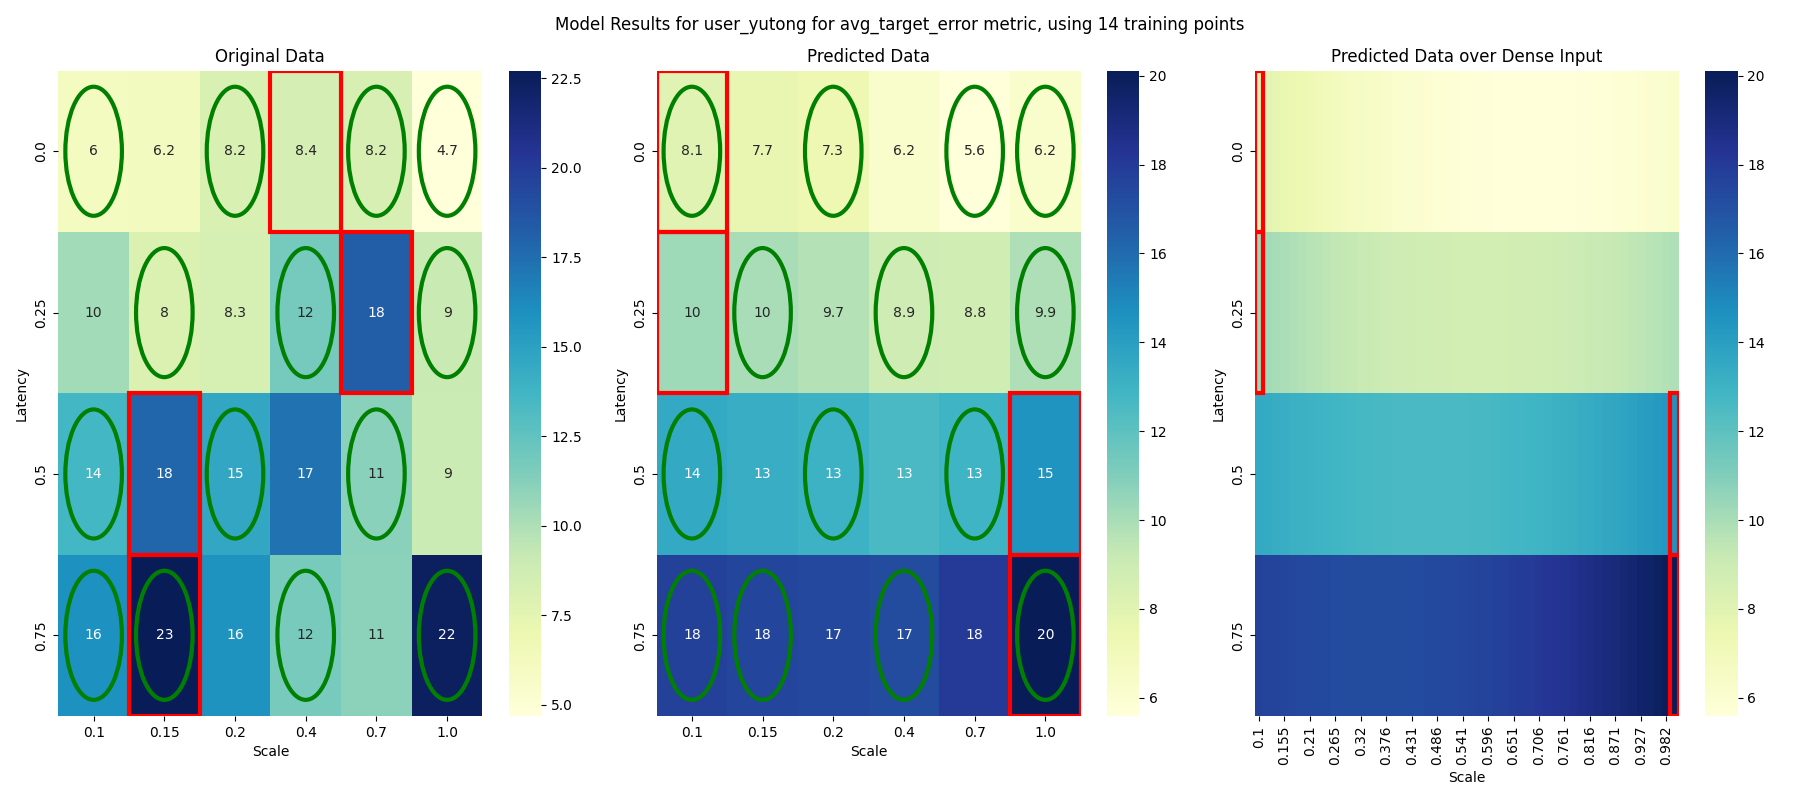 Model Results for user_yutong for avg_target_error metric, using 14 training points
Original Data
Latency
0.0
0.25
0.5
0.75
6 6.2 8.2 8.4 8.2 4.7
10 8 8.3 12 18 9
14 18 15 17 11 9
16 23 16 12 11 22
0.1 0.15 0.2 0.4 0.7 1.0
Scale
22.5
20.0
17.5
15.0
12.5
10.0
7.5
5.0
Predicted Data
Latency
0.0
0.25
0.5
0.75
8.1 7.7 7.3 6.2 5.6 6.2
10 10 9.7 8.9 8.8 9.9
14 13 13 13 13 15
18 18 17 17 18 20
0.1 0.15 0.2 0.4 0.7 1.0
Scale
20
18
16
14
12
10
8
6
Predicted Data over Dense Input
Latency
0.0
0.25
0.5
0.75
0.1 0.155 0.21 0.265 0.32 0.376 0.431 0.486 0.541 0.596 0.651 0.706 0.761 0.816 0.871 0.927 0.982
Scale
20
18
16
14
12
10
8
6